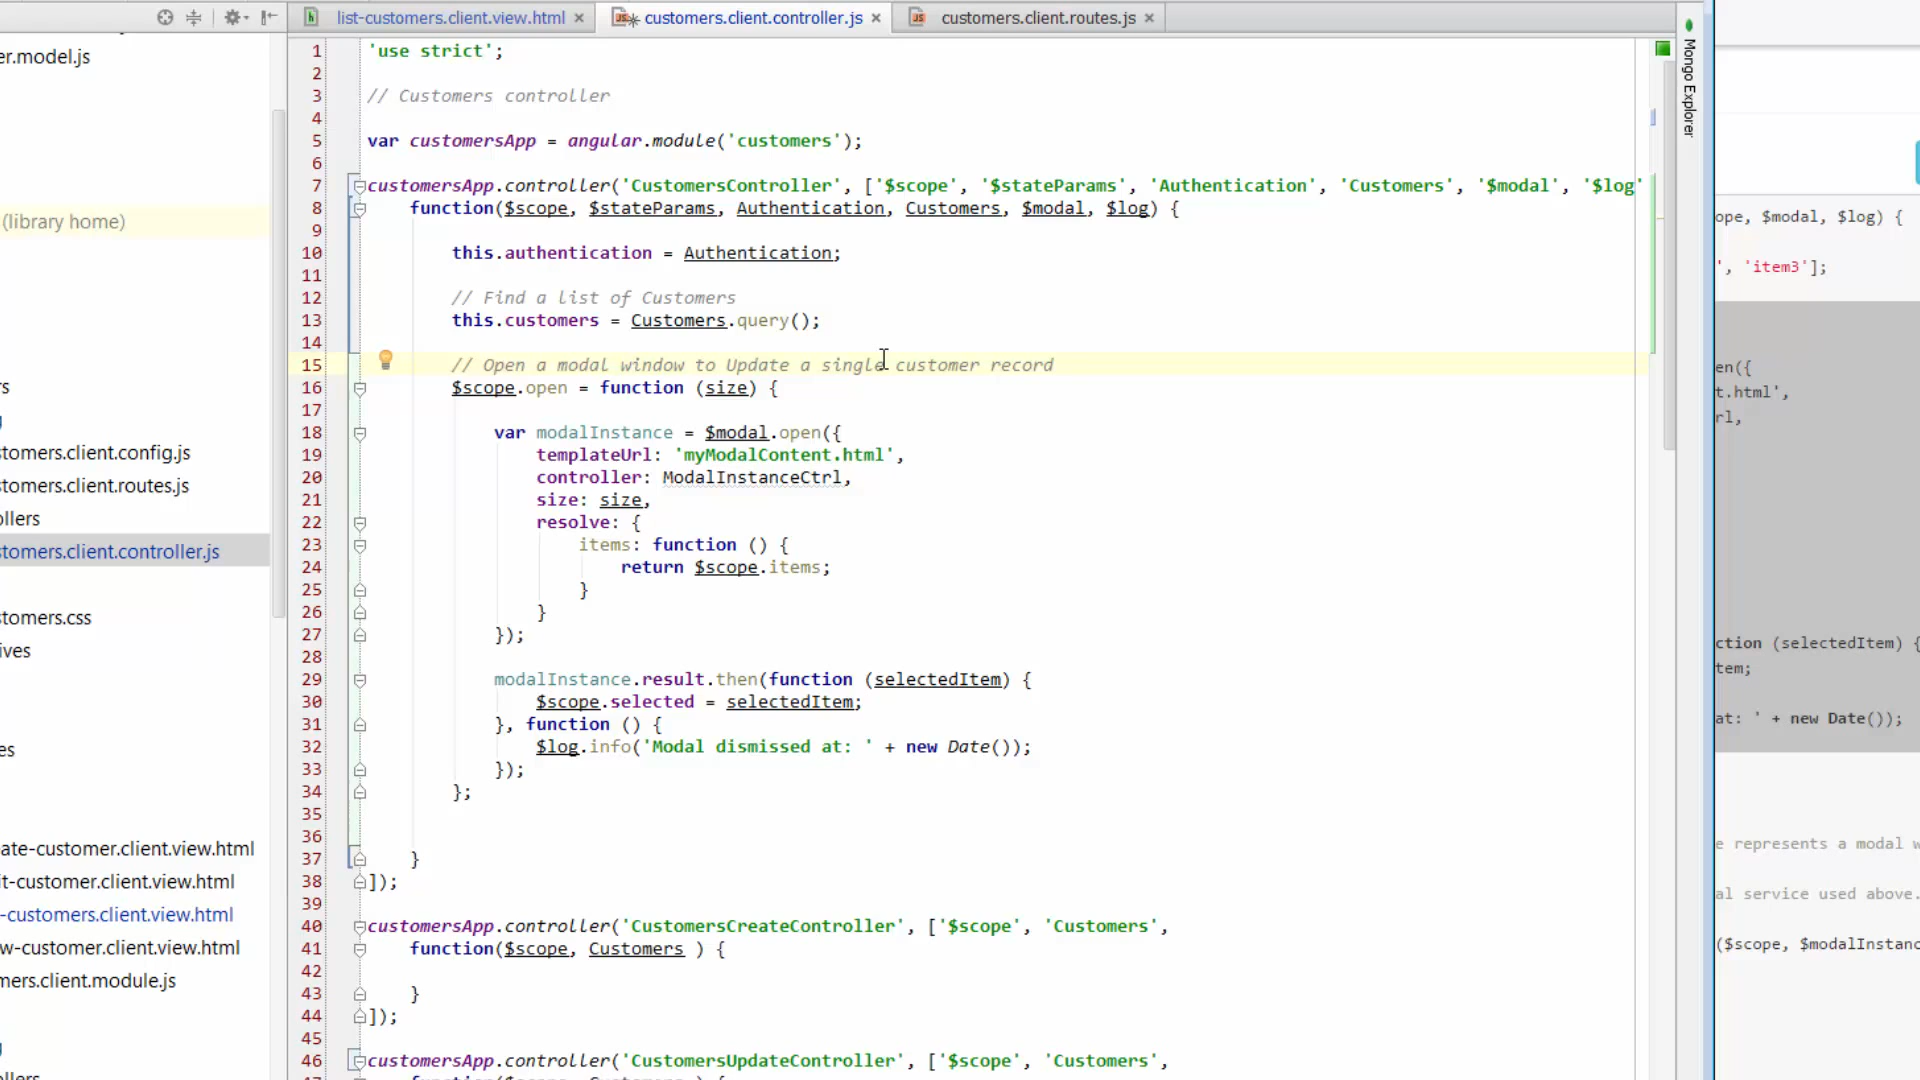 list-customers.client.view.html
customers.client.controller.js
customers.client.routes.js
er.model.js
(library home)
s
tomers.client.config.js
tomers.client.routes.js
ollers
tomers.client.controller.js
tomers.css
ives
es
ate-customer.client.view.html
it-customer.client.view.html
-customers.client.view.html
w-customer.client.view.html
mers.client.module.js
ollers
1 'use strict';
2
3 // Customers controller
4
5 var customersApp = angular.module('customers');
6
7 customersApp.controller('CustomersController', ['$scope', '$stateParams', 'Authentication', 'Customers', '$modal', '$log'
8 function($scope, $stateParams, Authentication, Customers, $modal, $log) {
9
10 this.authentication = Authentication;
11
12 // Find a list of Customers
13 this.customers = Customers.query();
14
15 // Open a modal window to Update a single customer record
16 $scope.open = function (size) {
17
18 var modalInstance = $modal.open({
19 templateUrl: 'myModalContent.html',
20 controller: ModalInstanceCtrl,
21 size: size,
22 resolve: {
23 items: function () {
24 return $scope.items;
25 }
26 }
27 });
28
29 modalInstance.result.then(function (selectedItem) {
30 $scope.selected = selectedItem;
31 }, function () {
32 $log.info('Modal dismissed at: ' + new Date());
33 });
34 };
35
36
37 }
38 ]);
39
40 customersApp.controller('CustomersCreateController', ['$scope', 'Customers',
41 function($scope, Customers ) {
42
43 }
44 ]);
45
46 customersApp.controller('CustomersUpdateController', ['$scope', 'Customers',
Mongo Explorer
ope, $modal, $log) {
', 'item3'];
en({
t.html',
rl,
ction (selectedItem) {
tem;
at: ' + new Date());
e represents a modal w
al service used above.
($scope, $modalInstanc